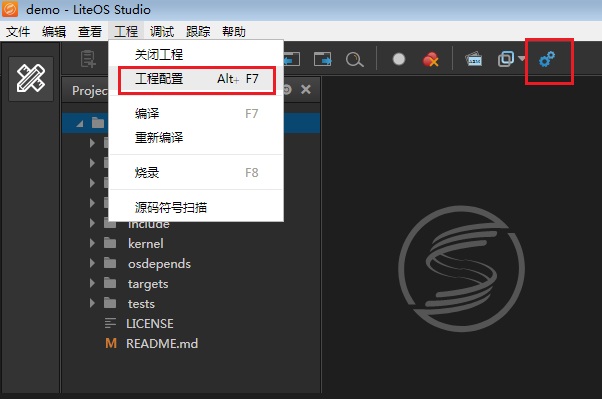 demo - LiteOS Studio
文件 编辑 查看 工程 调试 跟踪 帮助
关闭工程
工程配置 Alt+ F7
Projec
编译 F7
重新编译
烧录 F8
源码符号扫描
include
kernel
osdepends
targets
tests
LICENSE
M README.md